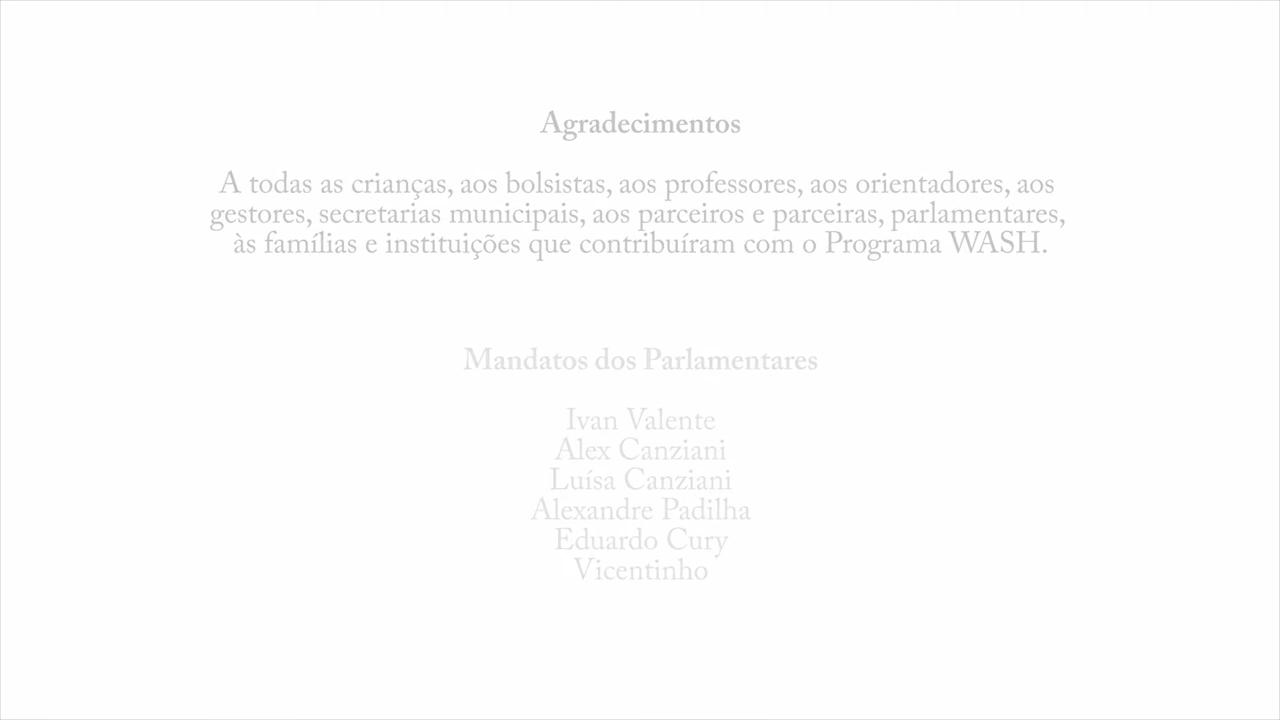 Agradecimentos
A todas as crianças, aos bolsistas, aos professores, aos orientadores, aos
gestores, secretarias municipais, aos parceiros e parceiras, parlamentares,
às famílias e instituições que contribuíram com o Programa WASH.
Mandatos dos Parlamentares
Ivan Valente
Alex Canziani
Luísa Canziani
Alexandre Padilha
Eduardo Cury
Vicentinho